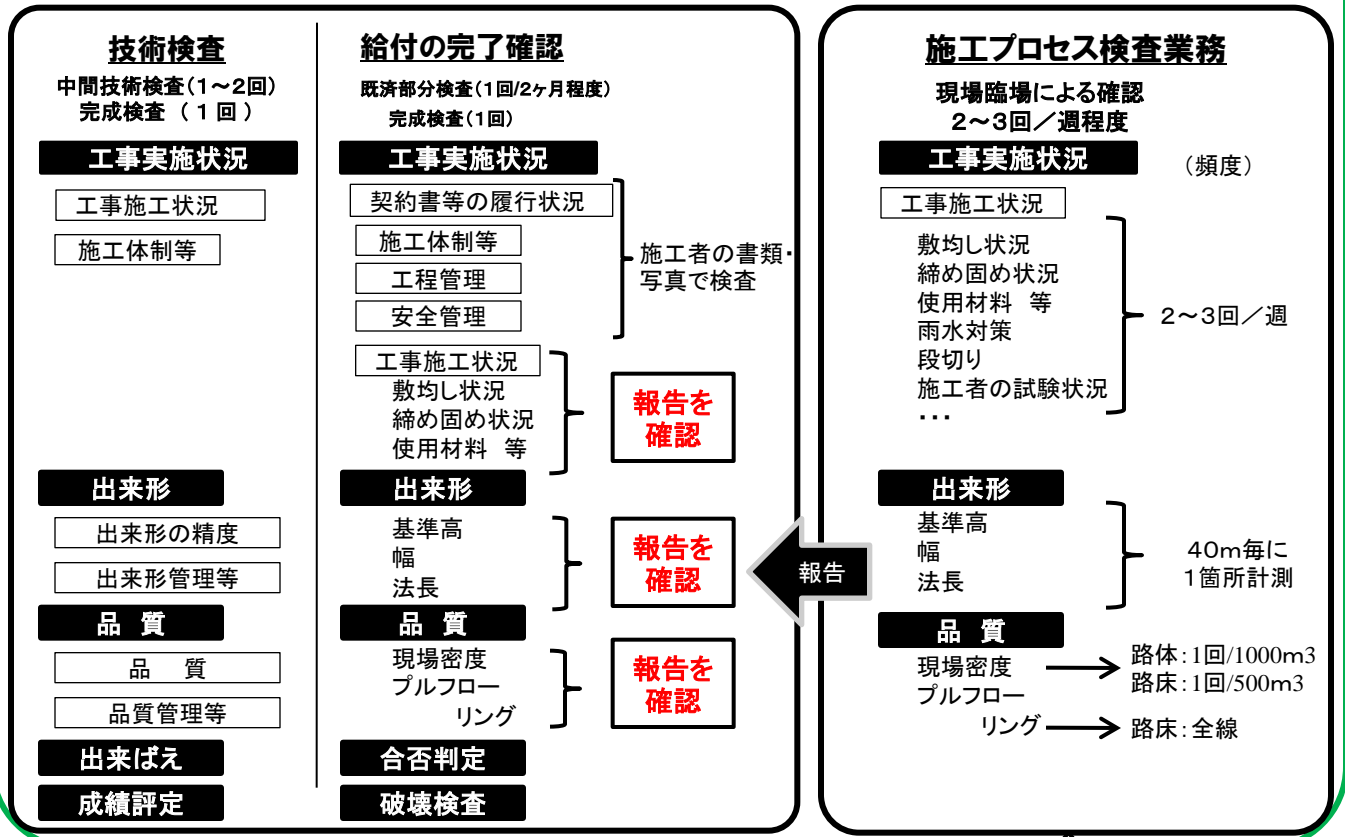 技術検査
中間技術検査(1～2回)
完成検査 ( 1 回 )
工事実施状況
工事施工状況
施工体制等
出来形
出来形の精度
出来形管理等
品 質
品 質
品質管理等
出来ばえ
成績評定
給付の完了確認
既済部分検査(1回/2ヶ月程度)
完成検査(1回)
工事実施状況
契約書等の履行状況
施工体制等
工程管理
安全管理
施工者の書類・
写真で検査
工事施工状況
敷均し状況
締め固め状況
使用材料 等
報告を
確認
出来形
基準高
幅
法長
報告を
確認
品 質
現場密度
プルフロー
リング
報告を
確認
合否判定
破壊検査
報告
施工プロセス検査業務
現場臨場による確認
2～3回／週程度
工事実施状況
(頻度)
工事施工状況
敷均し状況
締め固め状況
使用材料 等
雨水対策
段切り
施工者の試験状況
・・・
2～3回／週
出来形
基準高
幅
法長
40m毎に
1箇所計測
品 質
現場密度
路体：1回/1000m3
路床：1回/500m3
プルフロー
リング
路床：全線